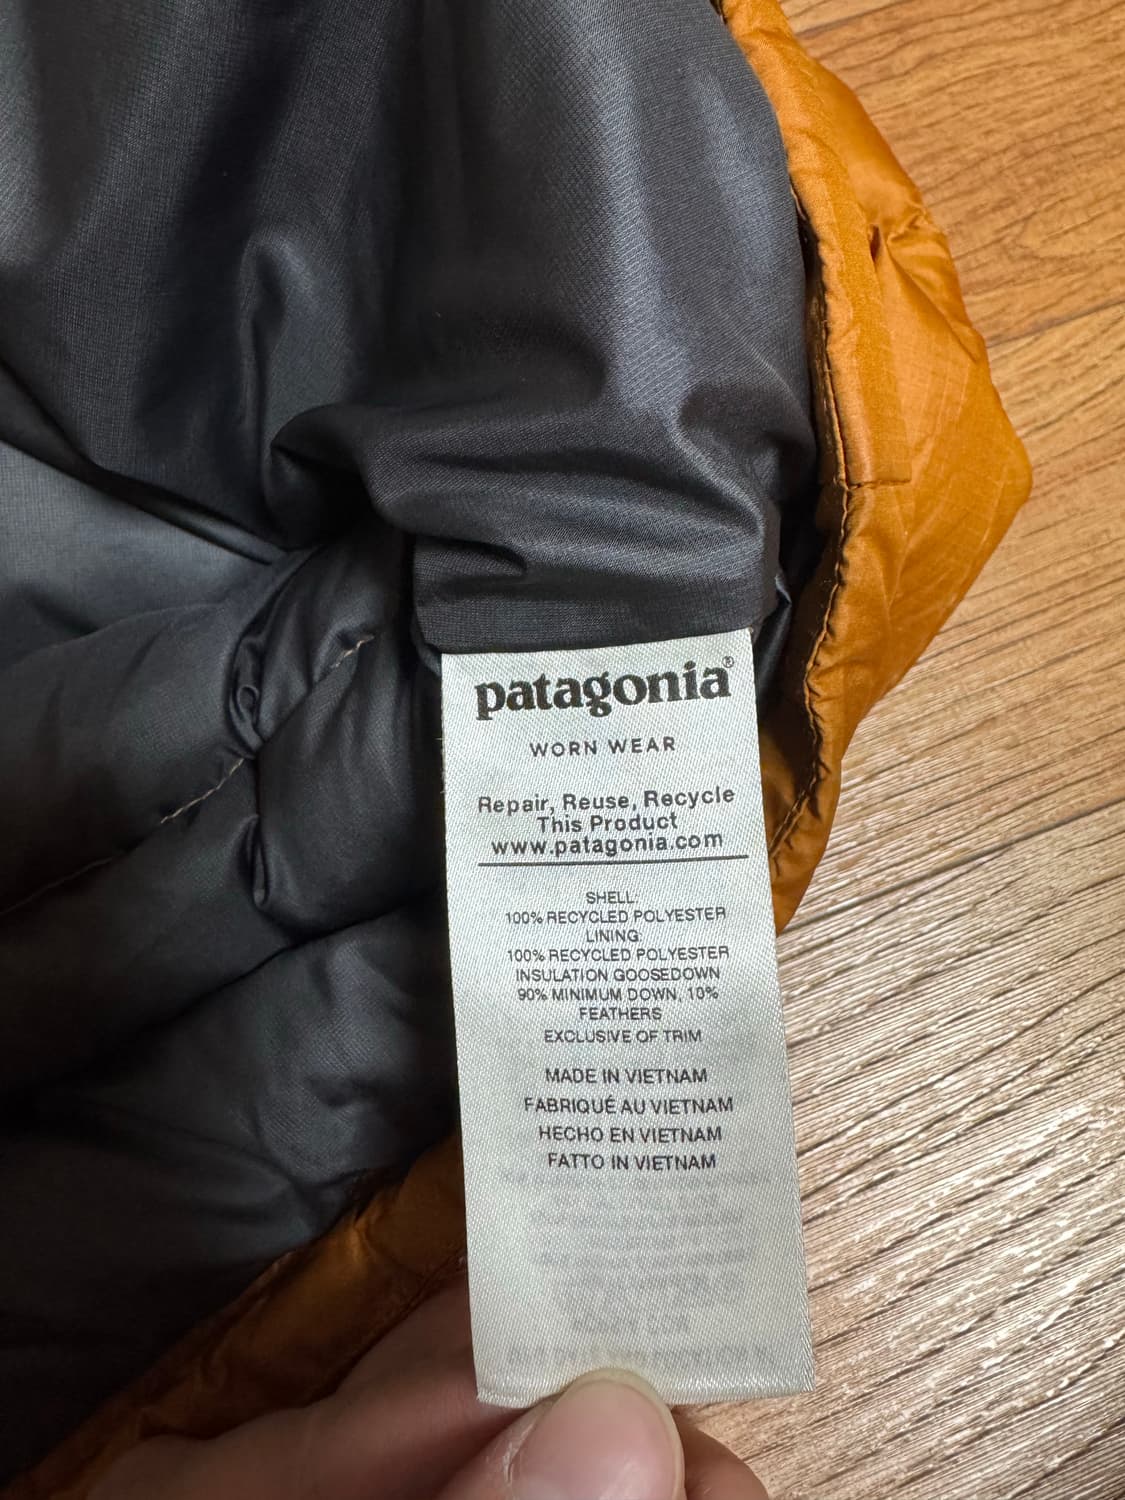 patagonia®
WORN WEAR
Repair, Reuse, Recycle
This Product
www.patagonia.com
SHELL:
100% RECYCLED POLYESTER
LINING:
100% RECYCLED POLYESTER
INSULATION GOOSEDOWN
90% MINIMUM DOWN, 10%
FEATHERS
EXCLUSIVE OF TRIM
MADE IN VIETNAM
FABRIQUÉ AU VIETNAM
HECHO EN VIETNAM
FATTO IN VIETNAM